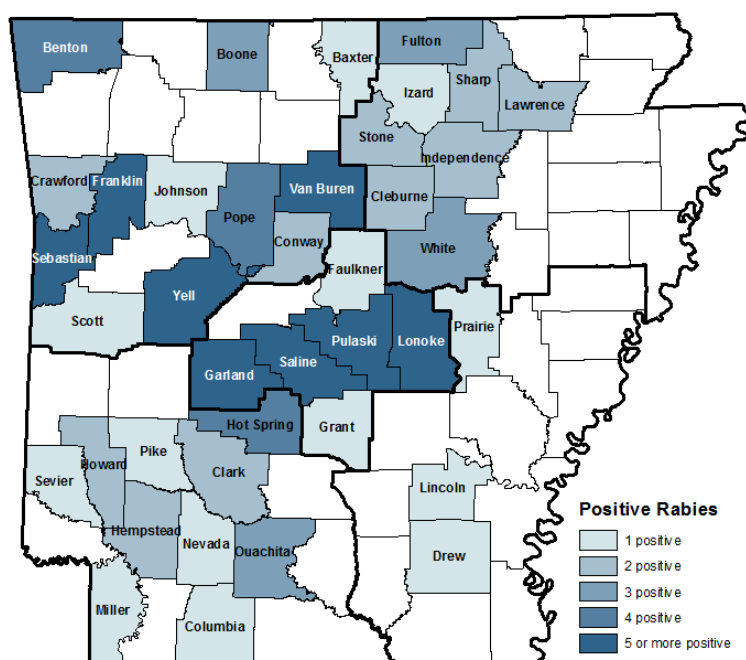 Benton
Boone
Baxter
Fulton
Sharp
Izard
Lawrence
Stone
Independence
Crawford
Franklin
Johnson
Van Buren
Cleburne
Pope
Conway
White
Sebastian
Faulkner
Yell
Scott
Prairie
Pulaski
Lonoke
Saline
Garland
Hot Spring
Grant
Pike
Howard
Clark
Sevier
Lincoln
Hempstead
Nevada
Ouachita
Drew
Miller
Columbia
Positive Rabies
1 positive
2 positive
3 positive
4 positive
5 or more positive